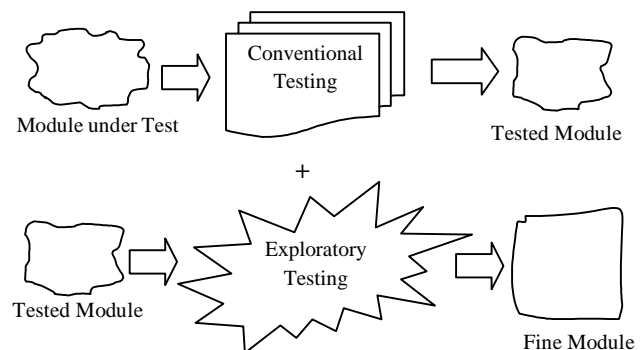 Conventional
Testing
Module under Test
Tested Module
+
Exploratory
Testing
Tested Module
Fine Module